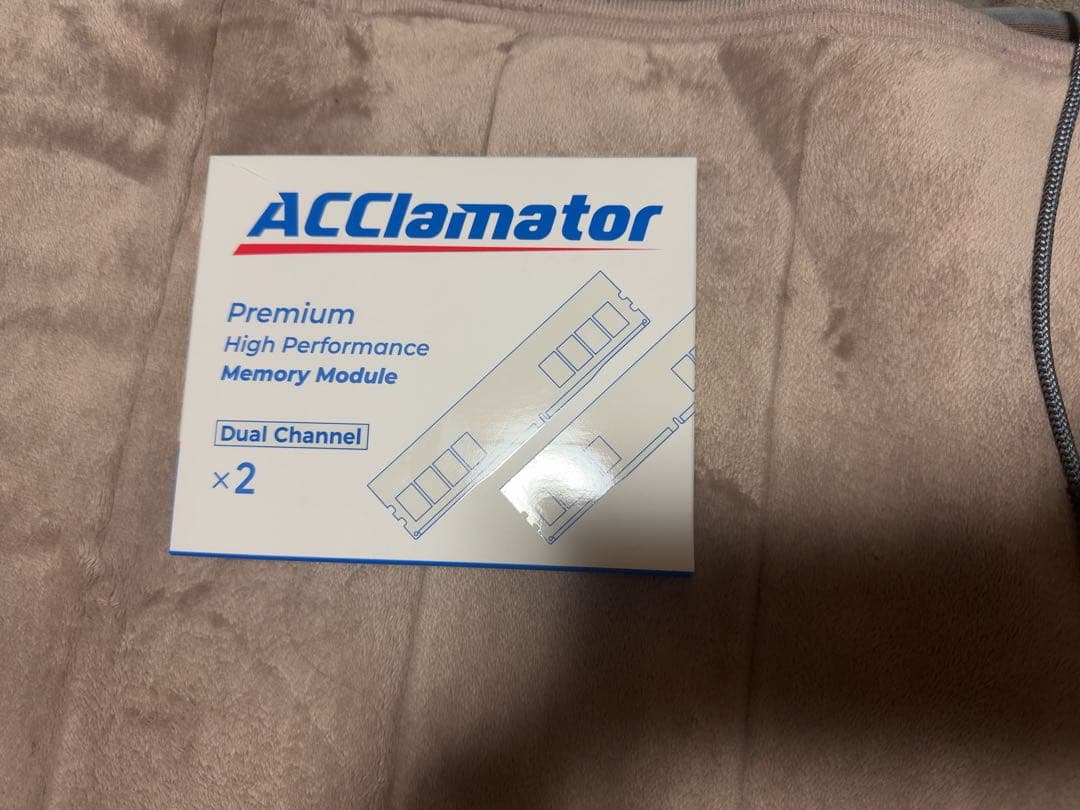 ACClamator
Premium
High Performance
Memory Module
Dual Channel
×2